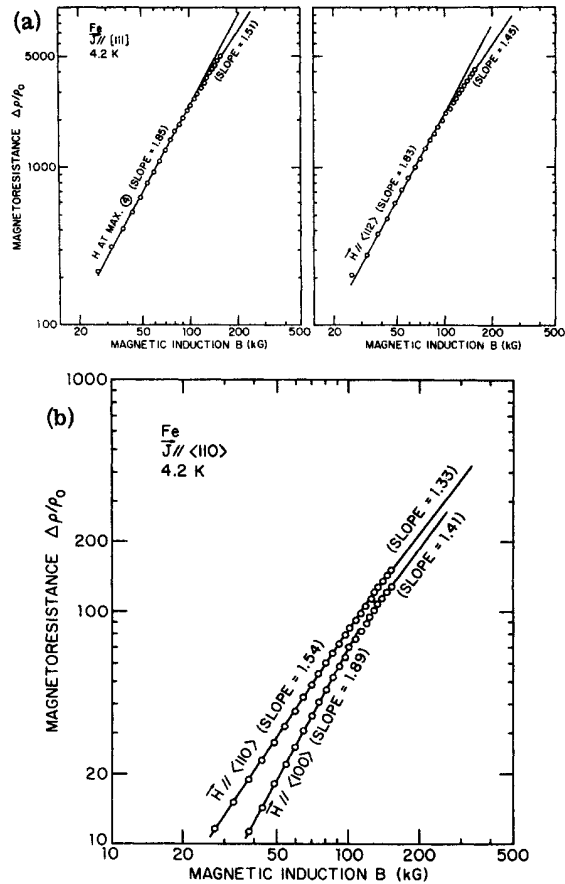 (a)
Fe
J // [111]
4.2 K
5000
1000
100
MAGNETORESISTANCE Δρ/ρ₀
H AT MAX. ④ (SLOPE = 1.85)
(SLOPE = 1.51)
20 50 100 200 500
MAGNETIC INDUCTION B (kG)
H // <112> (SLOPE = 1.83)
(SLOPE = 1.45)
20 50 100 200 500
MAGNETIC INDUCTION B (kG)
(b)
Fe
J // <110>
4.2 K
1000
200
100
20
10
MAGNETORESISTANCE Δρ/ρ₀
H // <110> (SLOPE = 1.54)
(SLOPE = 1.33)
H // <100> (SLOPE = 1.89)
(SLOPE = 1.41)
10 20 50 100 200 500
MAGNETIC INDUCTION B (kG)